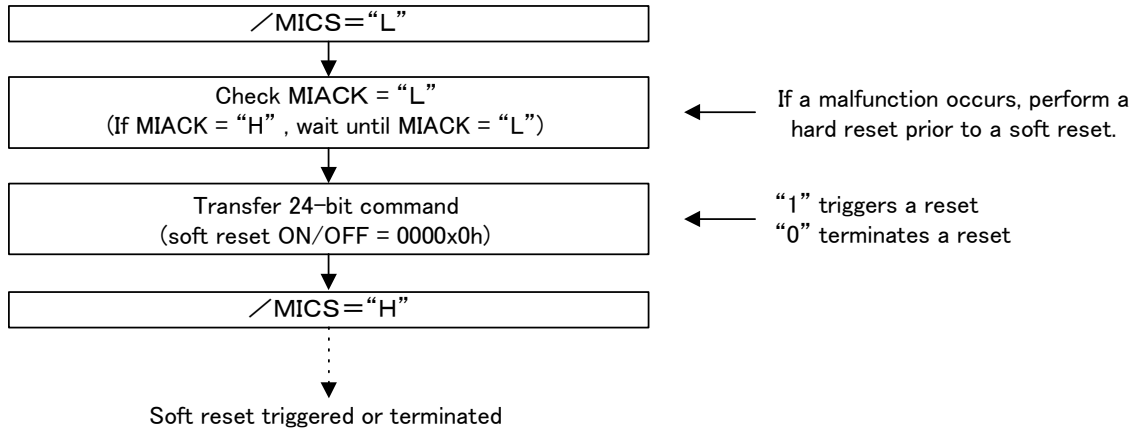 ／MICS＝“L”
Check MIACK = “L”
(If MIACK = “H” , wait until MIACK = “L”)
If a malfunction occurs, perform a
hard reset prior to a soft reset.
Transfer 24-bit command
(soft reset ON/OFF = 0000x0h)
“1” triggers a reset
“0” terminates a reset
／MICS＝“H”
Soft reset triggered or terminated